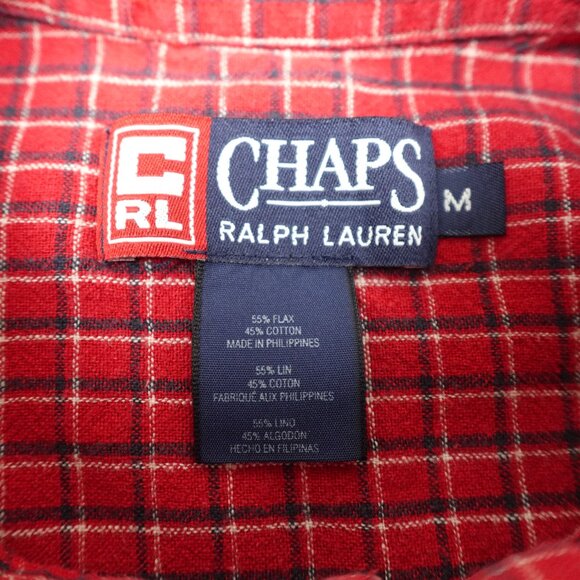 C
RL
CHAPS
RALPH LAUREN
M
55% FLAX
45% COTTON
MADE IN PHILIPPINES
55% LIN
45% COTON
FABRIQUÉ AUX PHILIPINES
55% LINO
45% ALGODON
HECHO EN FILIPINAS